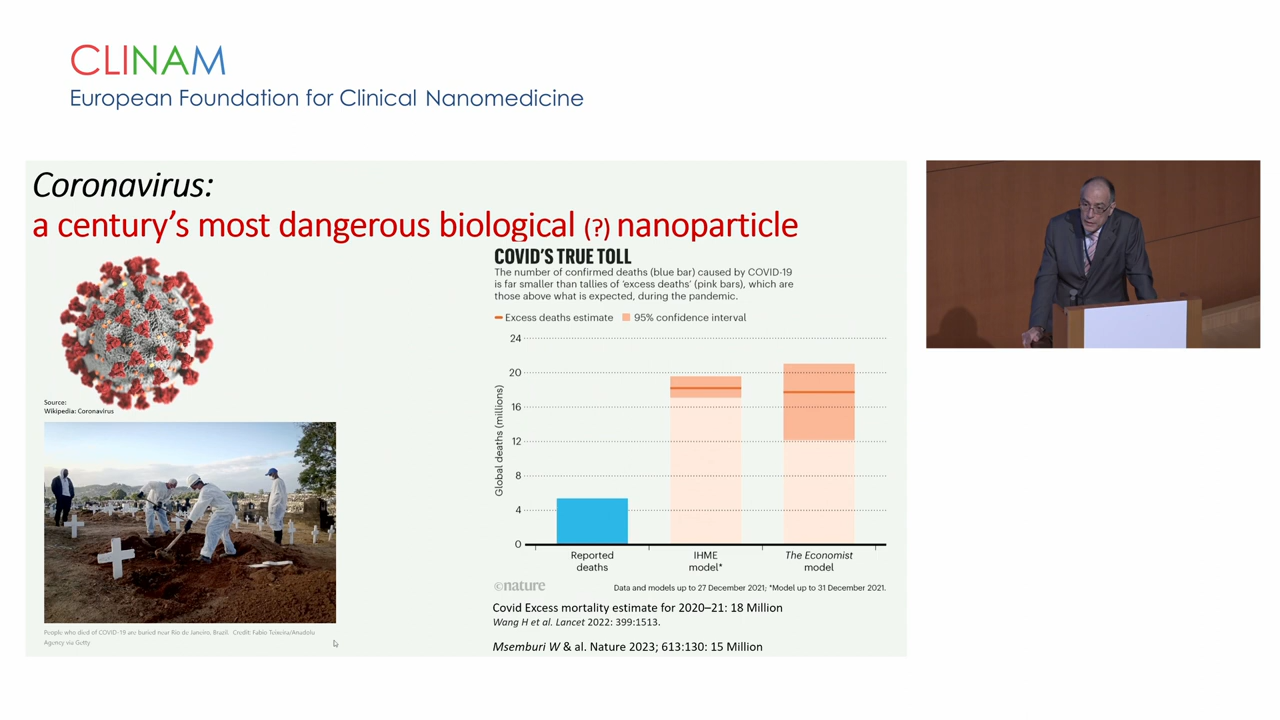 CLINAM
European Foundation for Clinical Nanomedicine
Coronavirus:
a century's most dangerous biological (?) nanoparticle
Source:
Wikipedia: Coronavirus
People who died of COVID-19 are buried near Rio de Janeiro, Brazil. Credit: Fabio Teixeira/Anadolu
Agency via Getty
COVID'S TRUE TOLL
The number of confirmed deaths (blue bar) caused by COVID-19
is far smaller than tallies of 'excess deaths' (pink bars), which are
those above what is expected, during the pandemic.
Excess deaths estimate 95% confidence interval
Global deaths (millions)
24
20
16
12
8
4
0
Reported
deaths
IHME
model*
The Economist
model
©nature
Data and models up to 27 December 2021; *Model up to 31 December 2021.
Covid Excess mortality estimate for 2020–21: 18 Million
Wang H et al. Lancet 2022: 399:1513.
Msemburi W & al. Nature 2023; 613:130: 15 Million